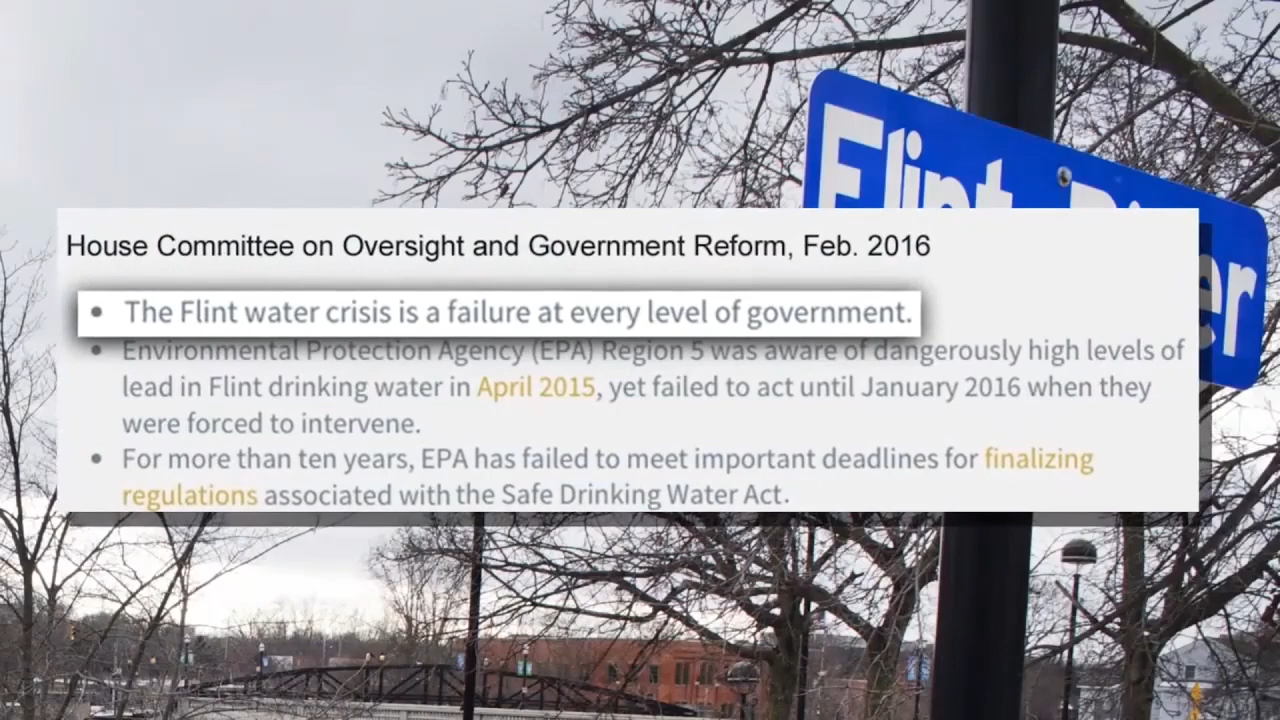 Flint River
House Committee on Oversight and Government Reform, Feb. 2016
• The Flint water crisis is a failure at every level of government.
• Environmental Protection Agency (EPA) Region 5 was aware of dangerously high levels of
lead in Flint drinking water in April 2015, yet failed to act until January 2016 when they
were forced to intervene.
• For more than ten years, EPA has failed to meet important deadlines for finalizing
regulations associated with the Safe Drinking Water Act.